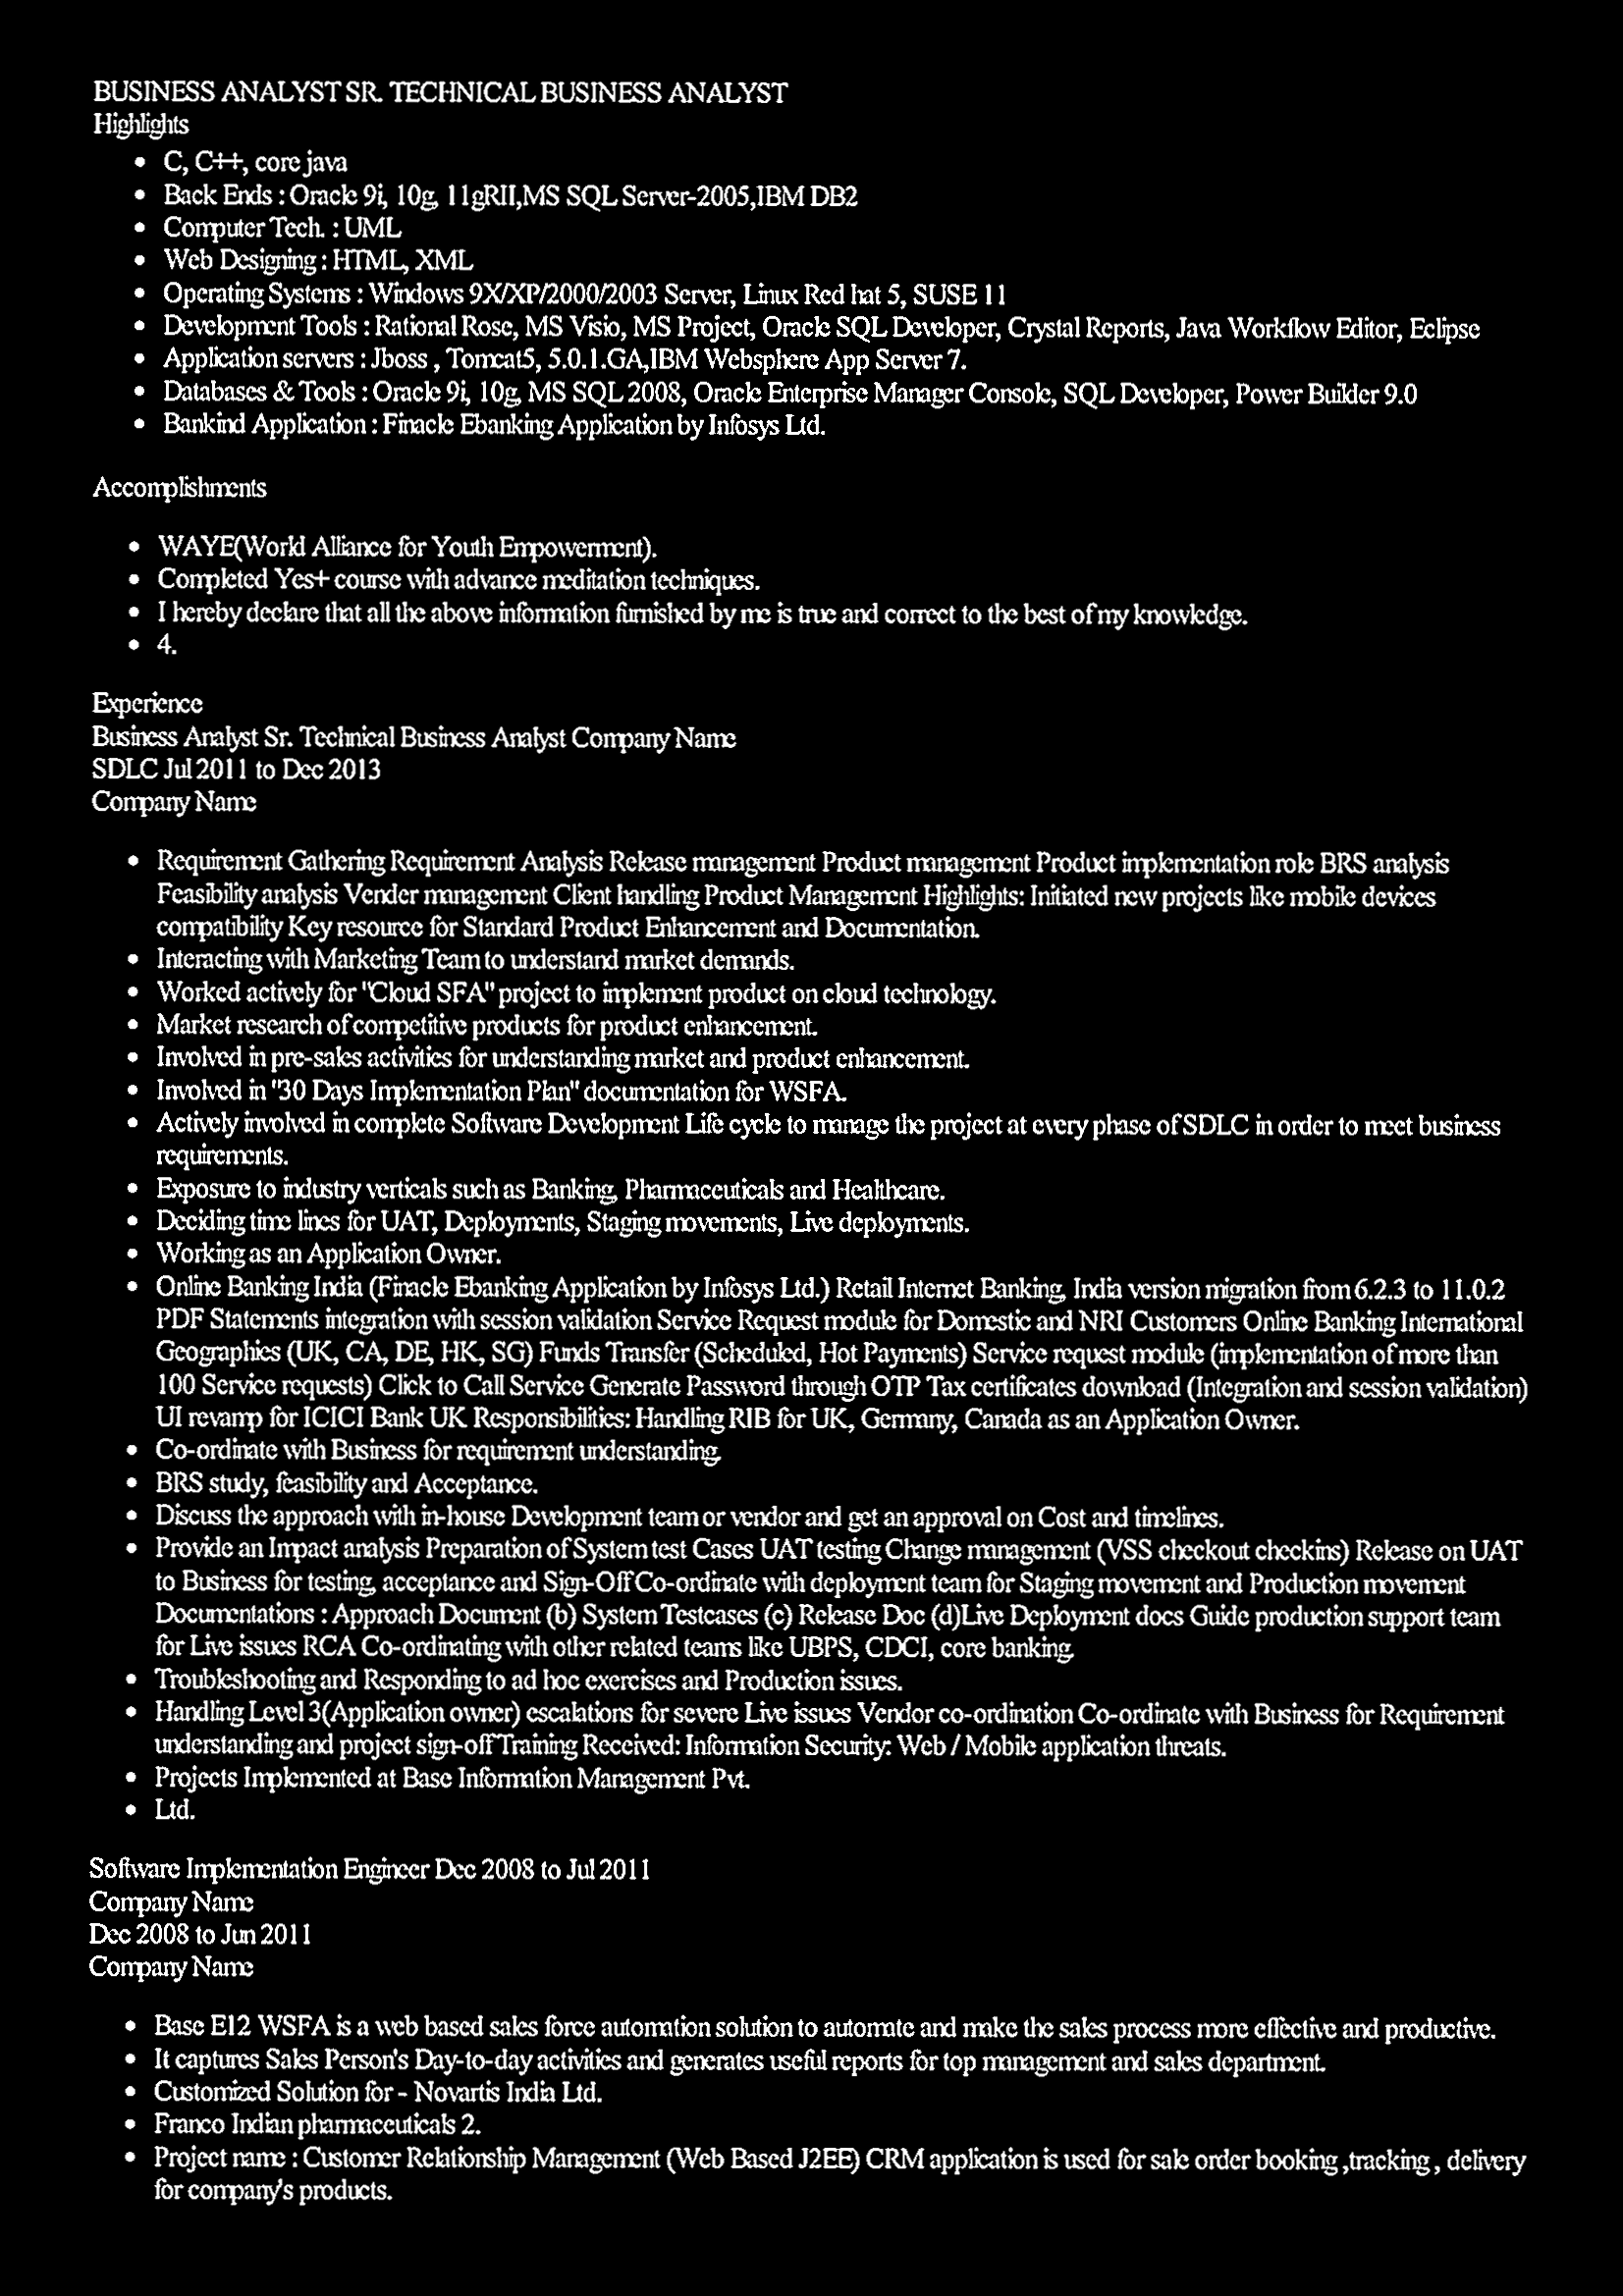 BUSINESS ANALYST SR. TECHNICAL BUSINESS ANALYST
Highlights
• C, C++, core java
• Back Ends : Oracle 9i, 10g, 11gRII,MS SQL Server-2005,IBM DB2
• Computer Tech. : UML
• Web Designing : HTML, XML
• Operating Systems : Windows 9X/XP/2000/2003 Server, Linux Red hat 5, SUSE 11
• Development Tools : Rational Rose, MS Visio, MS Project, Oracle SQL Developer, Crystal Reports, Java Workflow Editor, Eclipse
• Application servers : Jboss , Tomcat5, 5.0.1.GA,IBM Websphere App Server 7.
• Databases & Tools : Oracle 9i, 10g, MS SQL 2008, Oracle Enterprise Manager Console, SQL Developer, Power Builder 9.0
• Bankind Application : Finacle Ebanking Application by Infosys Ltd.
Accomplishments
• WAYE(World Alliance for Youth Empowerment).
• Completed Yes+ course with advance meditation techniques.
• I hereby declare that all the above information furnished by me is true and correct to the best of my knowledge.
• 4.
Experience
Business Analyst Sr. Technical Business Analyst Company Name
SDLC Jul 2011 to Dec 2013
Company Name
• Requirement Gathering Requirement Analysis Release management Product management Product implementation role BRS analysis
Feasibility analysis Vender management Client handling Product Management Highlights: Initiated new projects like mobile devices
compatibility Key resource for Standard Product Enhancement and Documentation.
• Interacting with Marketing Team to understand market demands.
• Worked actively for "Cloud SFA" project to implement product on cloud technology.
• Market research of competitive products for product enhancement.
• Involved in pre-sales activities for understanding market and product enhancement.
• Involved in "30 Days Implementation Plan" documentation for WSFA.
• Actively involved in complete Software Development Life cycle to manage the project at every phase of SDLC in order to meet business
requirements.
• Exposure to industry verticals such as Banking, Pharmaceuticals and Healthcare.
• Deciding time lines for UAT, Deployments, Staging movements, Live deployments.
• Working as an Application Owner.
• Online Banking India (Finacle Ebanking Application by Infosys Ltd.) Retail Internet Banking, India version migration from 6.2.3 to 11.0.2
PDF Statements integration with session validation Service Request module for Domestic and NRI Customers Online Banking International
Geographies (UK, CA, DE, HK, SG) Funds Transfer (Scheduled, Hot Payments) Service request module (implementation of more than
100 Service requests) Click to Call Service Generate Password through OTP Tax certificates download (Integration and session validation)
UI revamp for ICICI Bank UK Responsibilities: Handling RIB for UK, Germany, Canada as an Application Owner.
• Co-ordinate with Business for requirement understanding.
• BRS study, feasibility and Acceptance.
• Discuss the approach with in-house Development team or vendor and get an approval on Cost and timelines.
• Provide an Impact analysis Preparation of System test Cases UAT testing Change management (VSS checkout checkins) Release on UAT
to Business for testing, acceptance and Sign-Off Co-ordinate with deployment team for Staging movement and Production movement
Documentations : Approach Document (b) System Testcases (c) Release Doc (d)Live Deployment docs Guide production support team
for Live issues RCA Co-ordinating with other related teams like UBPS, CDCI, core banking.
• Troubleshooting and Responding to ad hoc exercises and Production issues.
• Handling Level 3(Application owner) escalations for severe Live issues Vendor co-ordination Co-ordinate with Business for Requirement
understanding and project sign-off Training Received: Information Security: Web / Mobile application threats.
• Projects Implemented at Base Information Management Pvt.
• Ltd.
Software Implementation Engineer Dec 2008 to Jul 2011
Company Name
Dec 2008 to Jun 2011
Company Name
• Base E12 WSFA is a web based sales force automation solution to automate and make the sales process more effective and productive.
• It captures Sales Person's Day-to-day activities and generates useful reports for top management and sales department.
• Customized Solution for - Novartis India Ltd.
• Franco Indian pharmaceuticals 2.
• Project name : Customer Relationship Management (Web Based J2EE) CRM application is used for sale order booking ,tracking , delivery
for company's products.